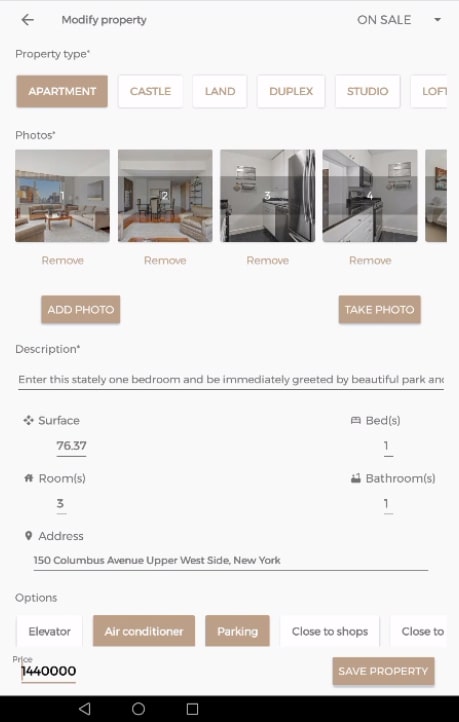 Modify property ON SALE
Property type*
APARTMENT CASTLE LAND DUPLEX STUDIO LOFT
Photos*
1 2 3 4
Remove Remove Remove Remove
ADD PHOTO TAKE PHOTO
Description*
Enter this stately one bedroom and be immediately greeted by beautiful park and
Surface Bed(s)
76.37 1
Room(s) Bathroom(s)
3 1
Address
150 Columbus Avenue Upper West Side, New York
Options
Elevator Air conditioner Parking Close to shops Close to
Price
1440000 SAVE PROPERTY